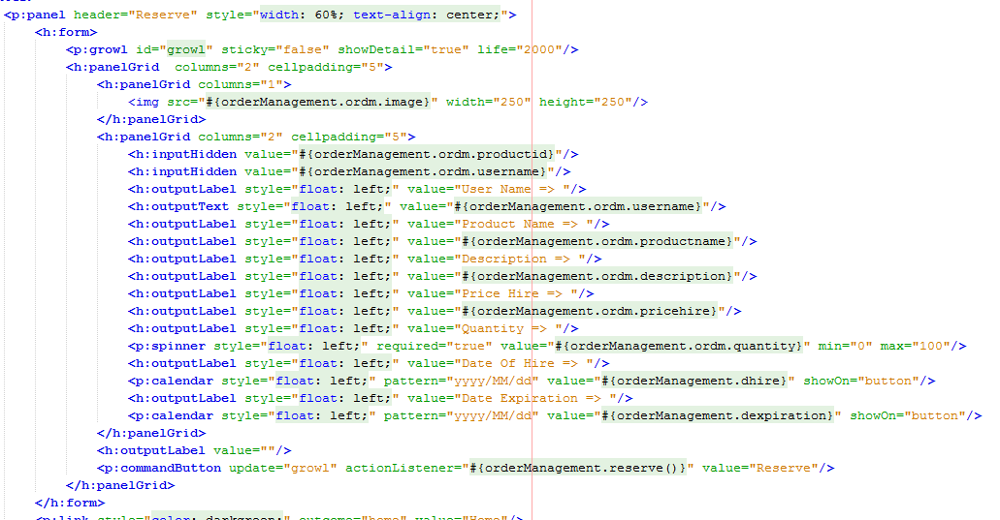 <p:panel header="Reserve" style="width: 60%; text-align: center;">
<h:form>
<p:growl id="growl" sticky="false" showDetail="true" life="2000"/>
<h:panelGrid  columns="2" cellpadding="5">
<h:panelGrid columns="1">
<img src="#{orderManagement.ordm.image}" width="250" height="250"/>
</h:panelGrid>
<h:panelGrid columns="2" cellpadding="5">
<h:inputHidden value="#{orderManagement.ordm.productid}"/>
<h:inputHidden value="#{orderManagement.ordm.username}"/>
<h:outputLabel style="float: left;" value="User Name => "/>
<h:outputText style="float: left;" value="#{orderManagement.ordm.username}"/>
<h:outputLabel style="float: left;" value="Product Name => "/>
<h:outputLabel style="float: left;" value="#{orderManagement.ordm.productname}"/>
<h:outputLabel style="float: left;" value="Description => "/>
<h:outputLabel style="float: left;" value="#{orderManagement.ordm.description}"/>
<h:outputLabel style="float: left;" value="Price Hire => "/>
<h:outputLabel style="float: left;" value="#{orderManagement.ordm.pricehire}"/>
<h:outputLabel style="float: left;" value="Quantity => "/>
<p:spinner style="float: left;" required="true" value="#{orderManagement.ordm.quantity}" min="0" max="100"/>
<h:outputLabel style="float: left;" value="Date Of Hire => "/>
<p:calendar style="float: left;" pattern="yyyy/MM/dd" value="#{orderManagement.dhire}" showOn="button"/>
<h:outputLabel style="float: left;" value="Date Expiration => "/>
<p:calendar style="float: left;" pattern="yyyy/MM/dd" value="#{orderManagement.dexpiration}" showOn="button"/>
</h:panelGrid>
<h:outputLabel value=""/>
<p:commandButton update="growl" actionListener="#{orderManagement.reserve()}" value="Reserve"/>
</h:panelGrid>
</h:form>
<p:link style="color: darkgreen;" outcome="home" value="Home"/>